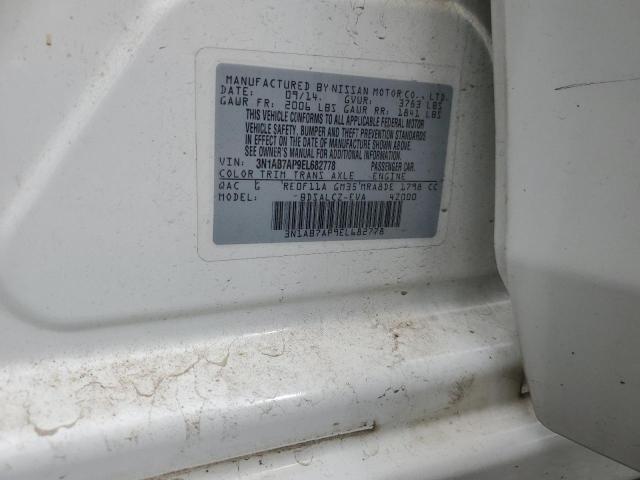 MANUFACTURED BY NISSAN MOTOR CO., LTD.
DATE: 09/14. GVWR: 3763 LBS
GAWR FR: 2006 LBS GAWR RR: 1841 LBS
THIS VEHICLE CONFORMS TO ALL APPLICABLE FEDERAL MOTOR
VEHICLE SAFETY, BUMPER AND THEFT PREVENTION STANDARDS
IN EFFECT ON THE DATE OF MANUFACTURE SHOWN ABOVE.
SEE OWNER'S MANUAL
VIN: 3N1AB7AP9EL682778 PASSENGER CAR.
COLOR TRIM TRANS AXLE ENGINE
QAC G RE0F11A GM35 MRA8DE 1798 CC
MODEL: BDSALCZ-EVA 42000
3N1AB7AP9EL682778